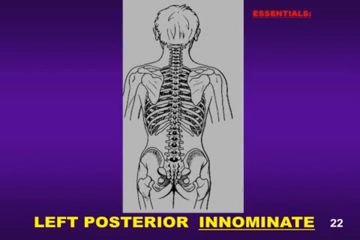 ESSENTIALS:
LEFT POSTERIOR INNOMINATE 22